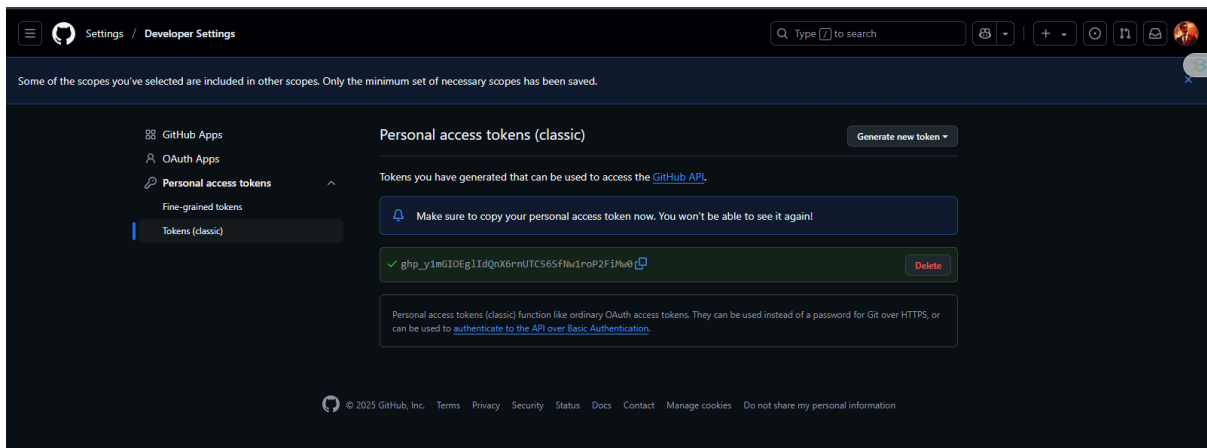 Settings / Developer Settings
Type / to search
Some of the scopes you've selected are included in other scopes. Only the minimum set of necessary scopes has been saved.
GitHub Apps
OAuth Apps
Personal access tokens
Fine-grained tokens
Tokens (classic)
Personal access tokens (classic)
Generate new token
Tokens you have generated that can be used to access the GitHub API.
Make sure to copy your personal access token now. You won't be able to see it again!
Delete
Personal access tokens (classic) function like ordinary OAuth access tokens. They can be used instead of a password for Git over HTTPS, or
can be used to authenticate to the API over Basic Authentication.
© 2025 GitHub, Inc. Terms Privacy Security Status Docs Contact Manage cookies Do not share my personal information